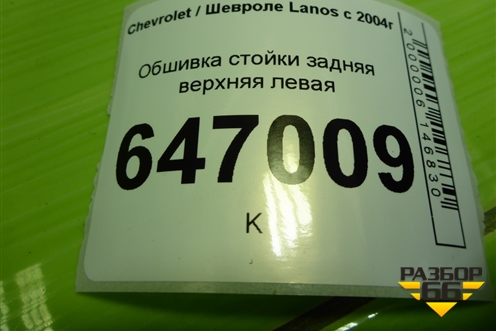 Chevrolet / Шевроле Lanos с 2004г
Обшивка стойки задняя
верхняя левая
647009
К
2000006146830
РАЗБОР
66